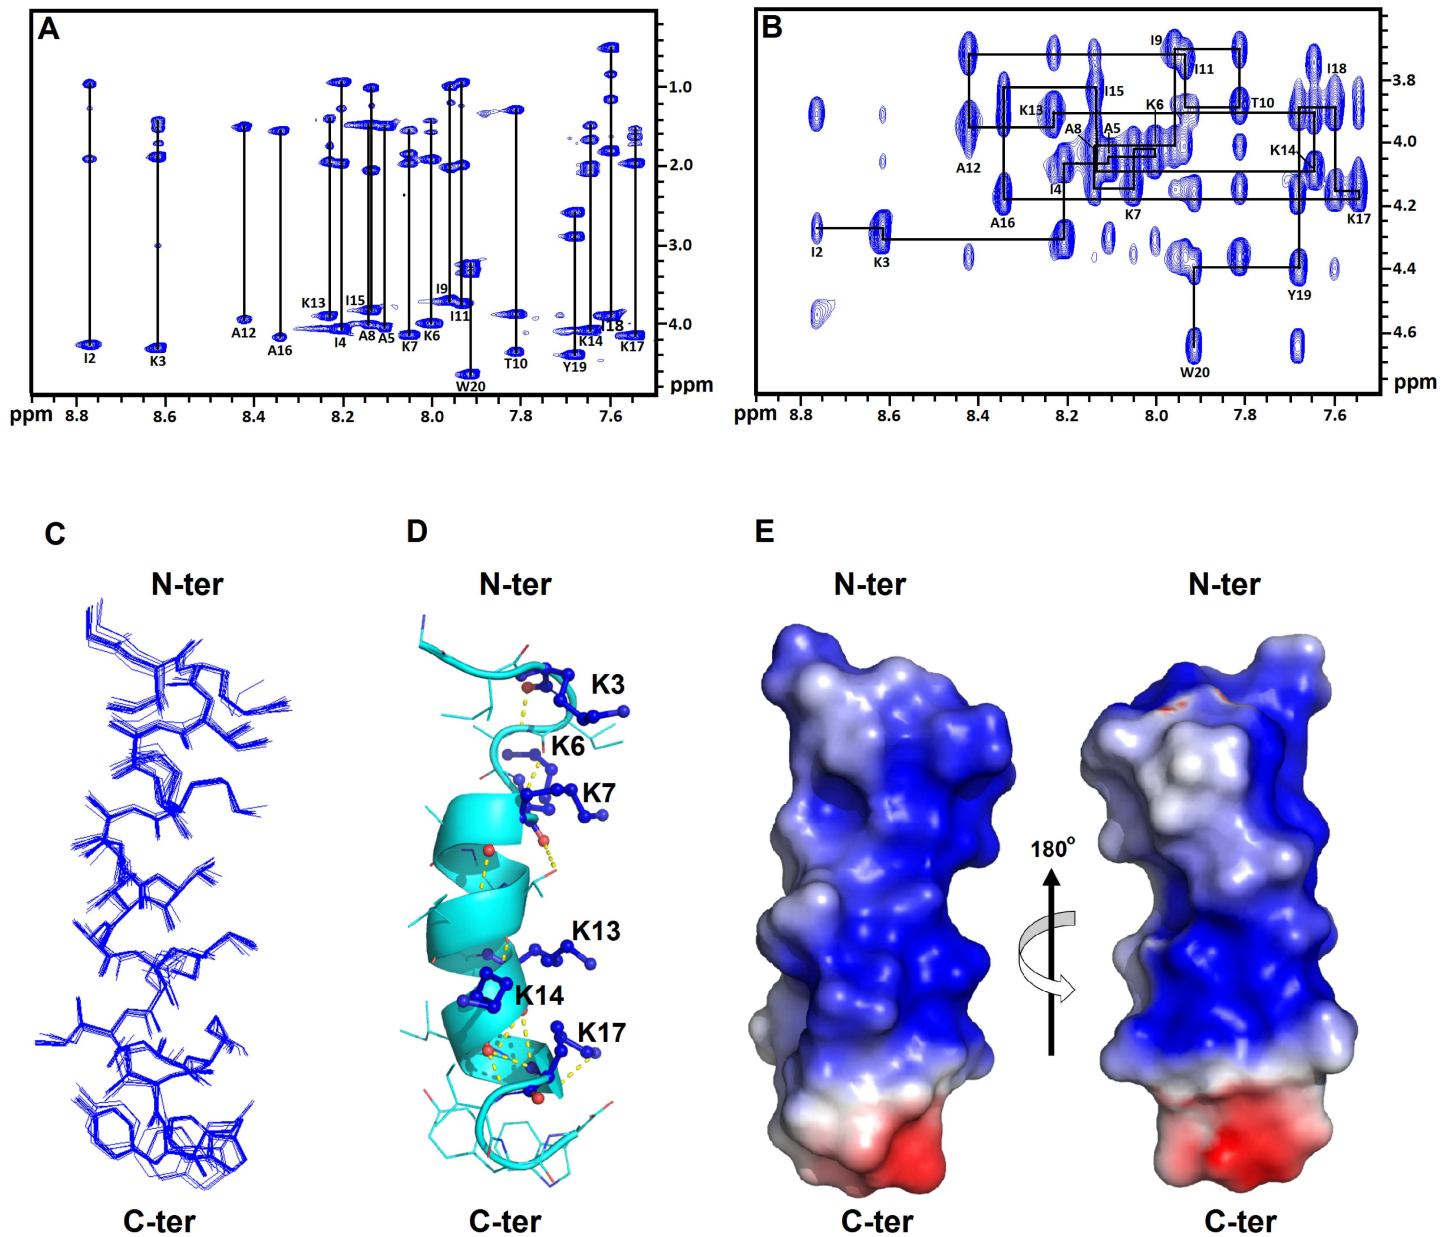 A
1.0
2.0
3.0
4.0
ppm
I2
K3
A12
A16
K13
I4
I15
A8
A5
K7
K6
I9
I11
W20
T10
Y19
K14
I18
K17
ppm
8.8
8.6
8.4
8.2
8.0
7.8
7.6
B
3.8
4.0
4.2
4.4
4.6
ppm
I9
I11
I18
I15
K13
K6
T10
A8
A5
A12
K14
I4
A16
K7
K17
I2
K3
Y19
W20
8.8
8.6
8.4
8.2
8.0
7.8
7.6
C
N-ter
C-ter
D
N-ter
K3
K6
K7
K13
K14
K17
C-ter
E
N-ter
N-ter
180o
C-ter
C-ter